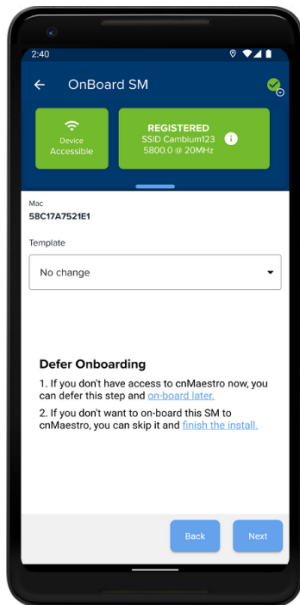 2:40
OnBoard SM
Device
Accessible
REGISTERED
SSID Cambium123
5800.0 @ 20MHz
Mac
58C17A7521E1
Template
No change
Defer Onboarding
1. If you don't have access to cnMaestro now, you
can defer this step and on-board later.
2. If you don't want to on-board this SM to
cnMaestro, you can skip it and finish the install.
Back
Next